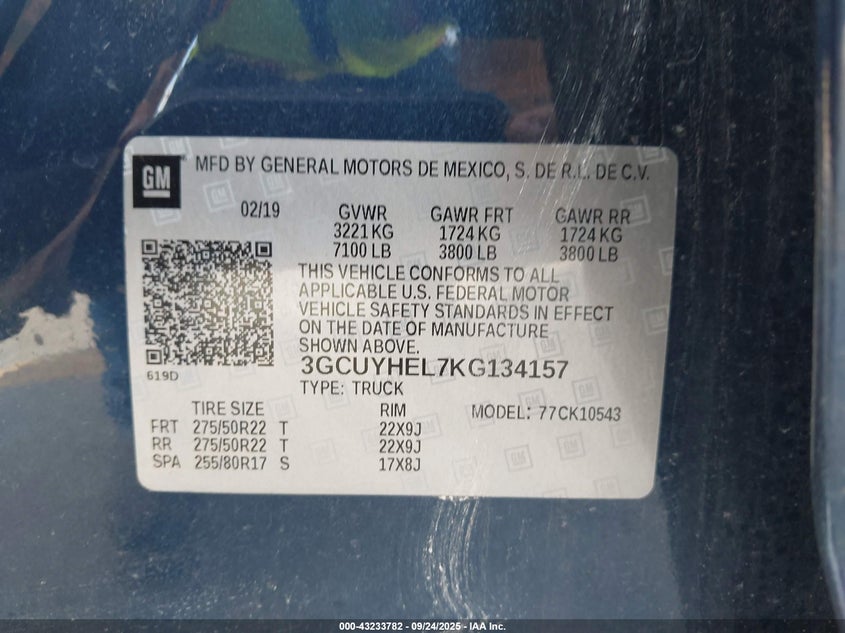 GM
MFD BY GENERAL MOTORS DE MEXICO, S. DE R.L. DE C.V.
02/19 GVWR GAWR FRT GAWR RR
3221 KG 1724 KG 1724 KG
7100 LB 3800 LB 3800 LB
THIS VEHICLE CONFORMS TO ALL
APPLICABLE U.S. FEDERAL MOTOR
VEHICLE SAFETY STANDARDS IN EFFECT
ON THE DATE OF MANUFACTURE
SHOWN ABOVE.
619D
3GCUYHEL7KG134157
TYPE: TRUCK
TIRE SIZE RIM MODEL: 77CK10543
FRT 275/50R22 T 22X9J
RR 275/50R22 T 22X9J
SPA 255/80R17 S 17X8J
000-43233782 - 09/24/2025 - IAA Inc.